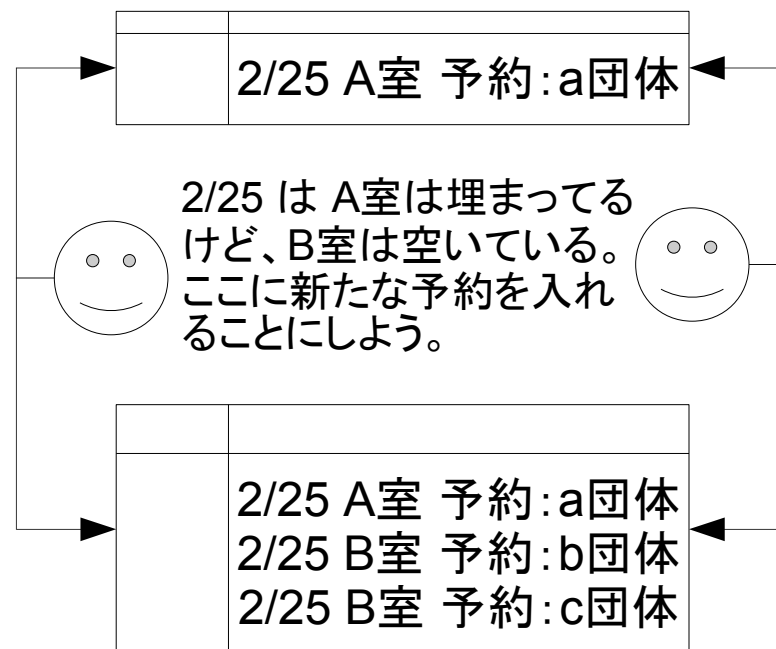 2/25 A室 予約：a団体
2/25 は A室は埋まってる
けど、B室は空いている。
ここに新たな予約を入れ
ることにしよう。
2/25 A室 予約：a団体
2/25 B室 予約：b団体
2/25 B室 予約：c団体